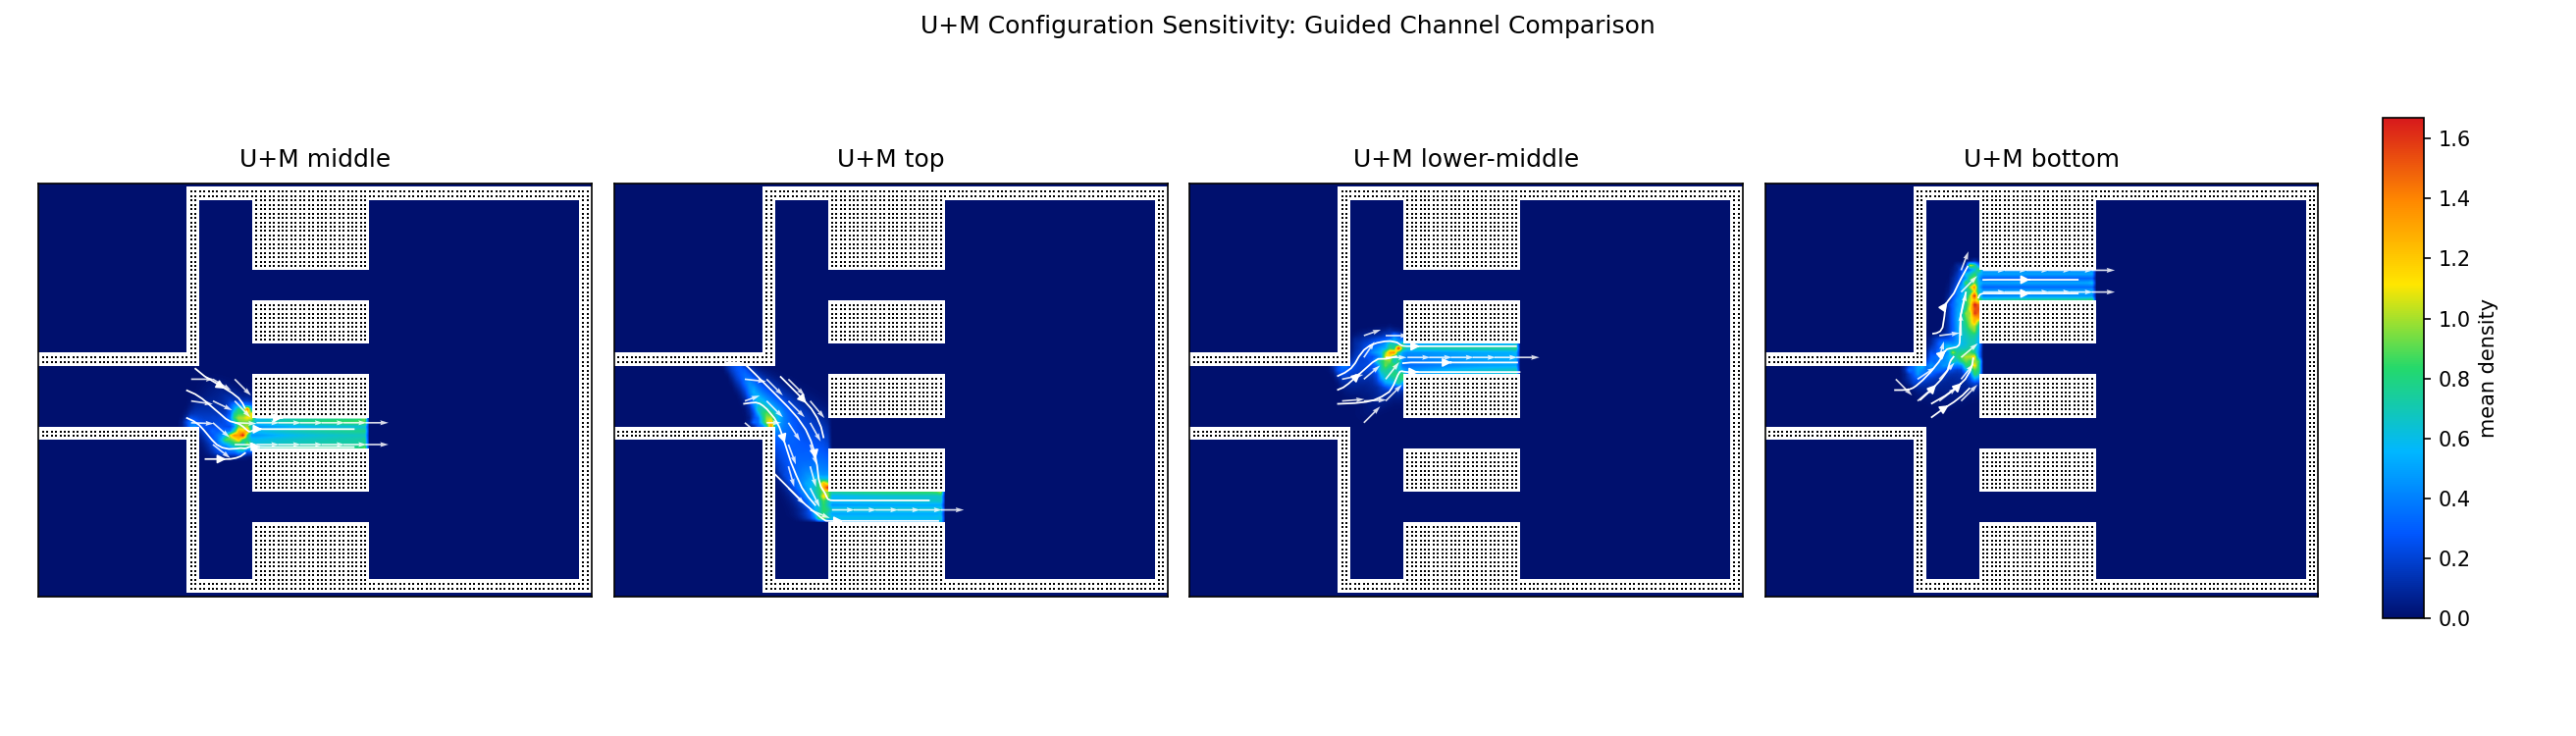 U+M Configuration Sensitivity: Guided Channel Comparison
U+M middle
U+M top
U+M lower-middle
U+M bottom
1.6
1.4
1.2
1.0
0.8
0.6
0.4
0.2
0.0
mean density